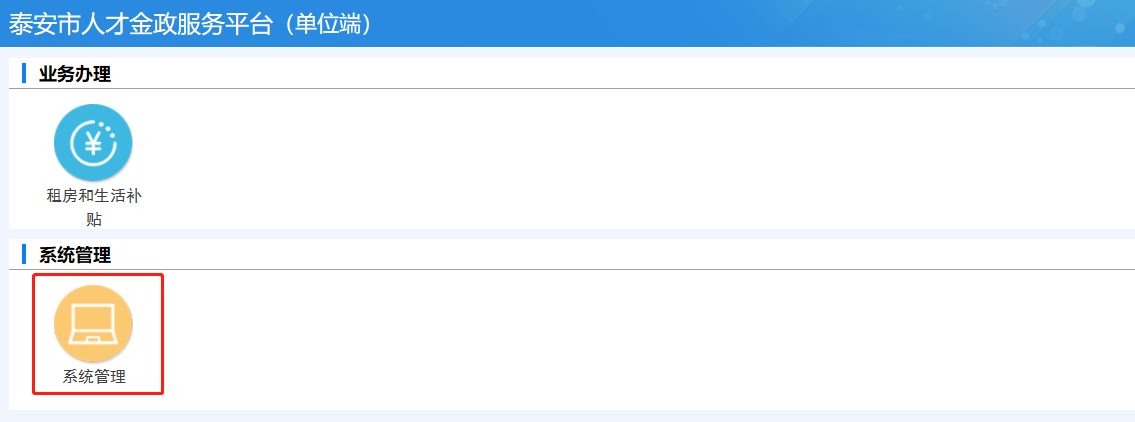 泰安市人才金政服务平台（单位端）
业务办理
¥
租房和生活补
贴
系统管理
系统管理